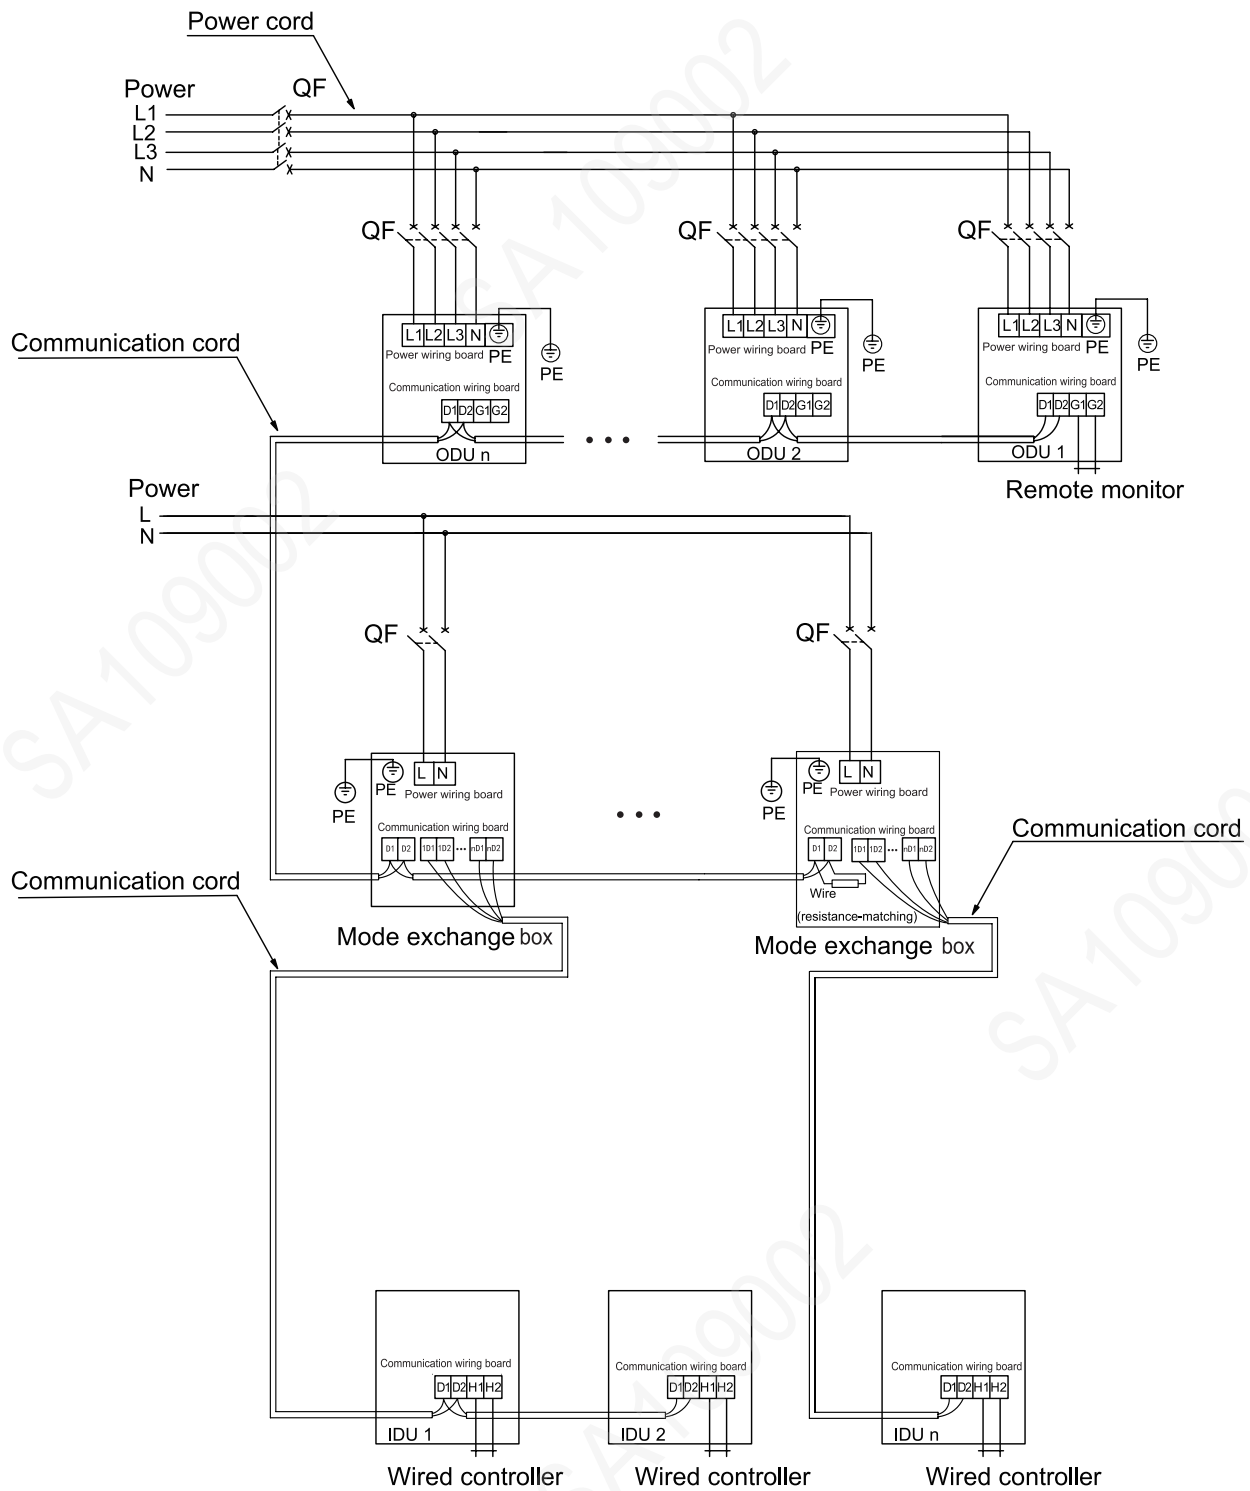 Power cord
Power
QF
L1
L2
L3
N
QF
QF
QF
L1 L2 L3 N
Power wiring board PE
PE
L1 L2 L3 N
Power wiring board PE
PE
L1 L2 L3 N
Power wiring board PE
PE
Communication cord
Communication wiring board
D1 D2 G1 G2
ODU n
Communication wiring board
D1 D2 G1 G2
ODU 2
Communication wiring board
D1 D2 G1 G2
ODU 1
Remote monitor
Power
L
N
QF
QF
PE
PE
L N
Power wiring board
Communication wiring board
D1 D2 1D1 1D2 ... nD1 nD2
Mode exchange box
PE
PE
L N
Power wiring board
Communication wiring board
D1 D2 1D1 1D2 ... nD1 nD2
Wire
(resistance-matching)
Mode exchange box
Communication cord
Communication cord
Communication wiring board
D1 D2 H1 H2
IDU 1
Wired controller
Communication wiring board
D1 D2 H1 H2
IDU 2
Wired controller
Communication wiring board
D1 D2 H1 H2
IDU n
Wired controller
SA109002
SA109002
SA109002
SA109002